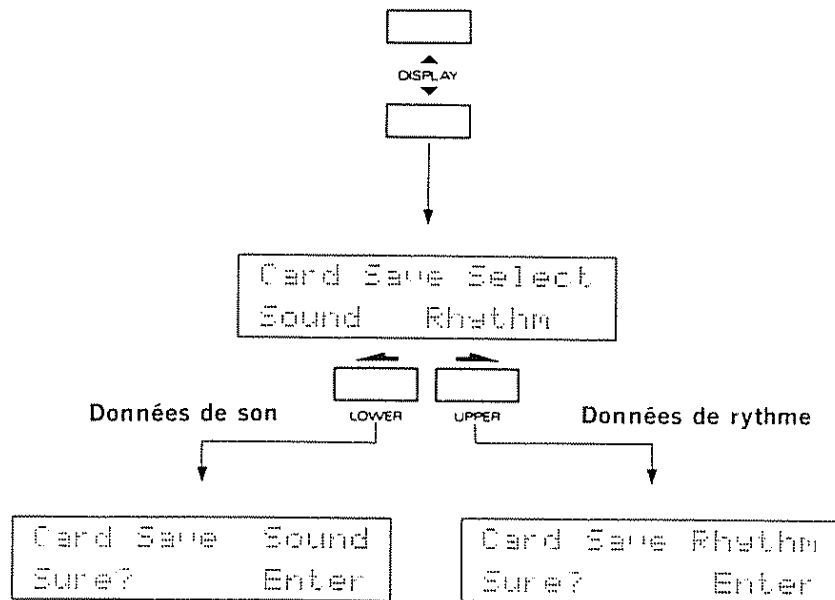 DISPLAY
Card Save Select
Sound Rhythm
LOWER UPPER
Données de son
Données de rythme
Card Save Sound
Sure? Enter
Card Save Rhythm
Sure? Enter